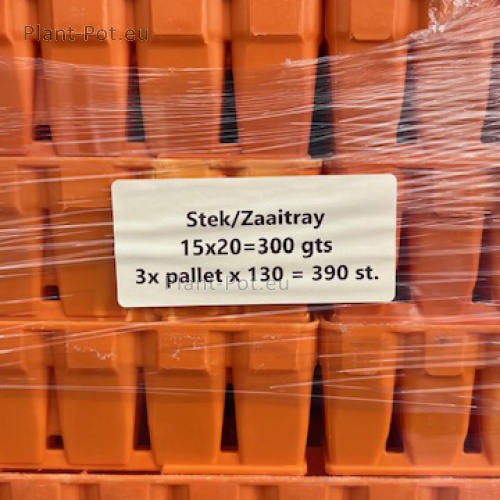 Plant-Pot.eu
Stek/Zaaitray
15x20=300 gts
3x pallet x 130 = 390 st.
Plant-Pot.eu